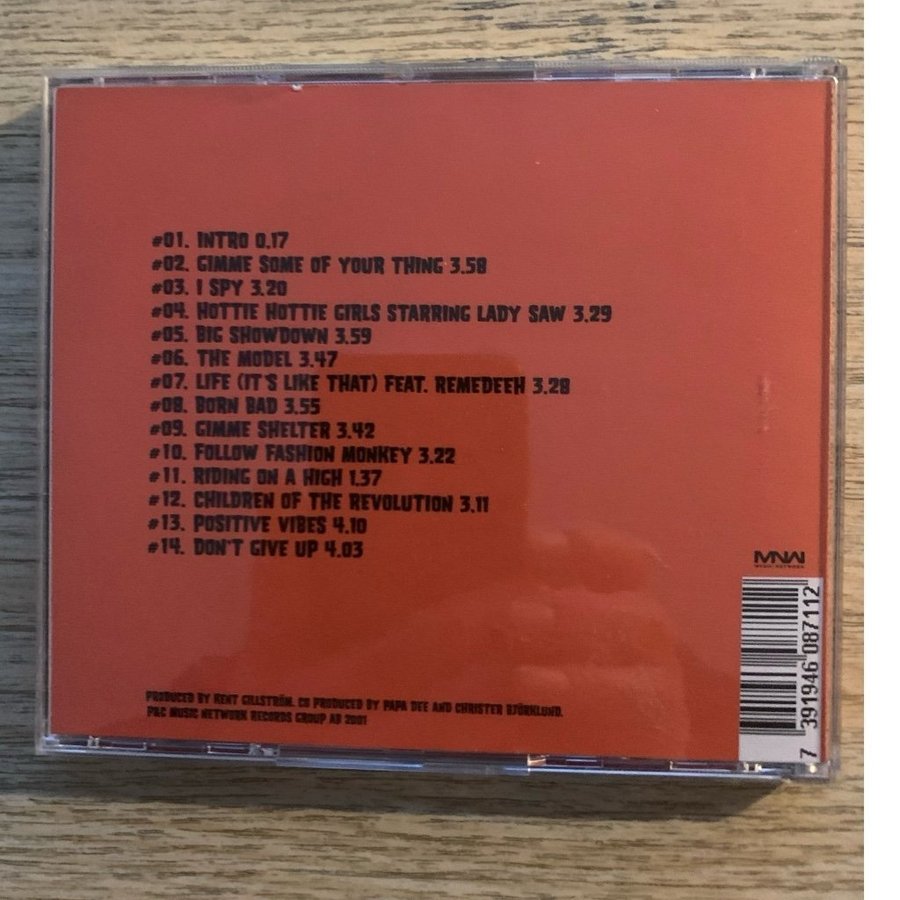 #01. INTRO 0.17
#02. GIMME SOME OF YOUR THING 3.58
#03. I SPY 3.20
#04. HOTTIE HOTTIE GIRLS STARRING LADY SAW 3.29
#05. BIG SHOWDOWN 3.59
#06. THE MODEL 3.47
#07. LIFE (IT'S LIKE THAT) FEAT. REMEDEEH 3.28
#08. BORN BAD 3.55
#09. GIMME SHELTER 3.42
#10. FOLLOW FASHION MONKEY 3.22
#11. RIDING ON A HIGH 1.37
#12. CHILDREN OF THE REVOLUTION 3.11
#13. POSITIVE VIBES 4.10
#14. DON'T GIVE UP 4.03
MNW
MUSIC NETWORK
7 391946 087112
PRODUCED BY KENT GILLSTRÖM. CO PRODUCED BY PAPA DEE AND CHRISTER BJÖRKLUND.
P&C MUSIC NETWORK RECORDS GROUP AB 2001